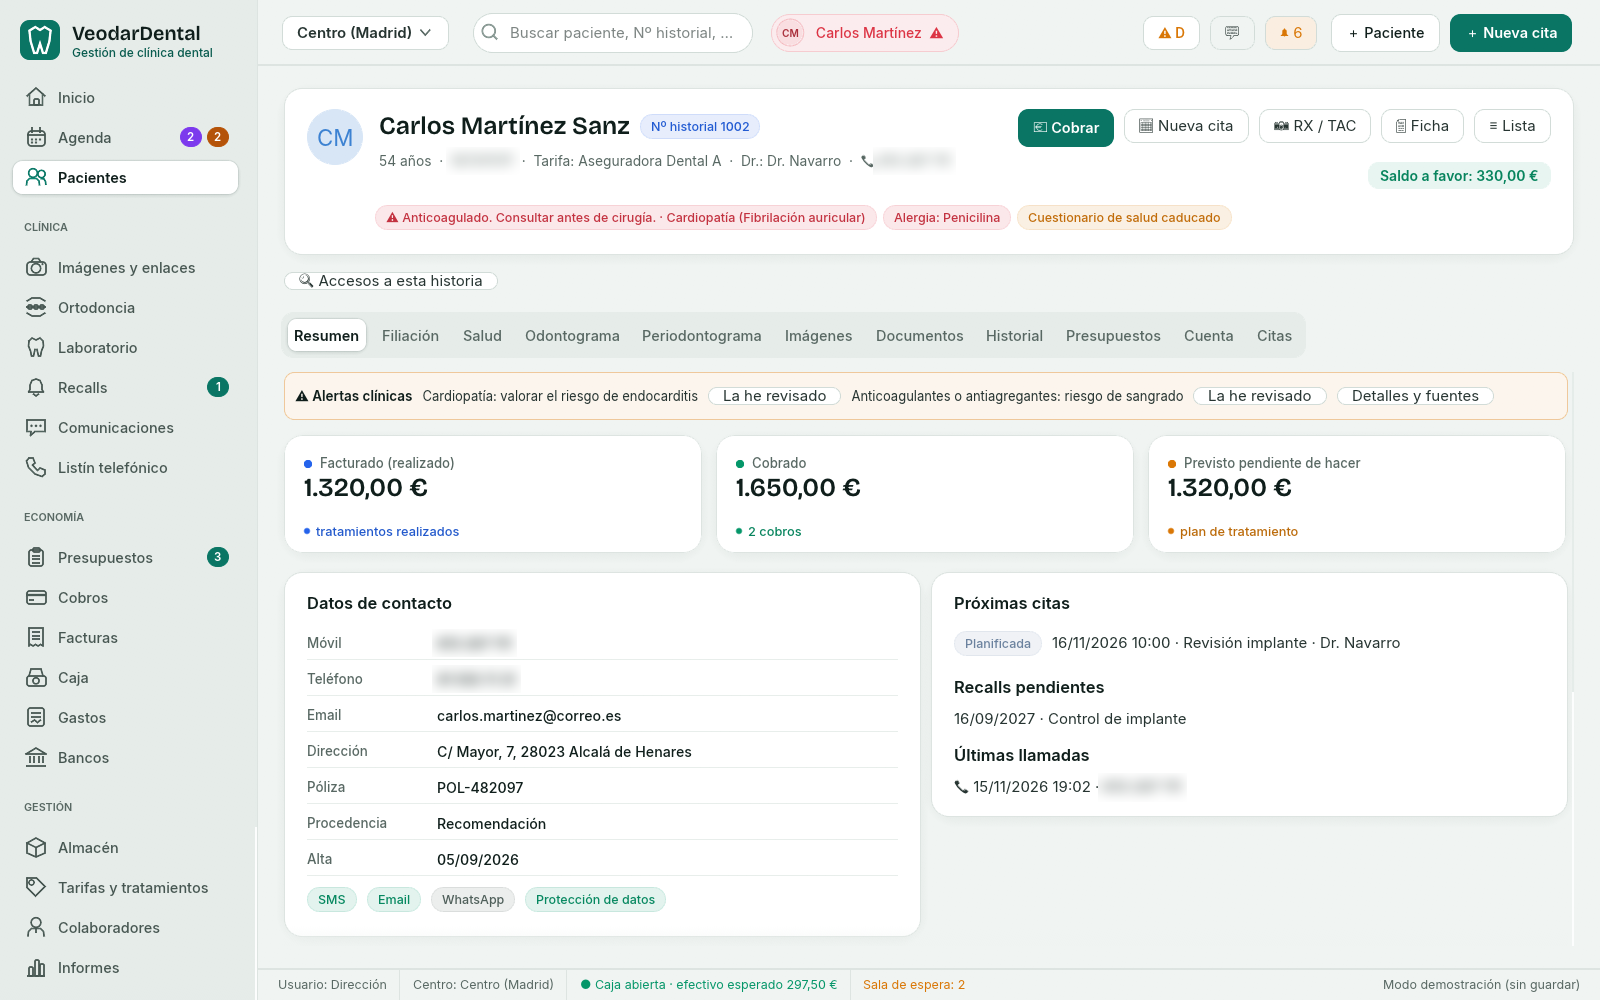 VeodarDental
Gestión de clínica dental
Inicio
Agenda 2 2
Pacientes
CLÍNICA
Imágenes y enlaces
Ortodoncia
Laboratorio
Recalls 1
Comunicaciones
Listín telefónico
ECONOMÍA
Presupuestos 3
Cobros
Facturas
Caja
Gastos
Bancos
GESTIÓN
Almacén
Tarifas y tratamientos
Colaboradores
Informes
Centro (Madrid)
Buscar paciente, Nº historial, ...
CM Carlos Martínez
D
6
+ Paciente
+ Nueva cita
CM
Carlos Martínez Sanz Nº historial 1002
54 años · · Tarifa: Aseguradora Dental A · Dr.: Dr. Navarro ·
Cobrar
Nueva cita
RX / TAC
Ficha
≡ Lista
Saldo a favor: 330,00 €
Anticoagulado. Consultar antes de cirugía. · Cardiopatía (Fibrilación auricular)
Alergia: Penicilina
Cuestionario de salud caducado
Accesos a esta historia
Resumen Filiación Salud Odontograma Periodontograma Imágenes Documentos Historial Presupuestos Cuenta Citas
Alertas clínicas Cardiopatía: valorar el riesgo de endocarditis La he revisado Anticoagulantes o antiagregantes: riesgo de sangrado La he revisado Detalles y fuentes
Facturado (realizado)
1.320,00 €
tratamientos realizados
Cobrado
1.650,00 €
2 cobros
Previsto pendiente de hacer
1.320,00 €
plan de tratamiento
Datos de contacto
Móvil
Teléfono
Email carlos.martinez@correo.es
Dirección C/ Mayor, 7, 28023 Alcalá de Henares
Póliza POL-482097
Procedencia Recomendación
Alta 05/09/2026
SMS Email WhatsApp Protección de datos
Próximas citas
Planificada 16/11/2026 10:00 · Revisión implante · Dr. Navarro
Recalls pendientes
16/09/2027 · Control de implante
Últimas llamadas
15/11/2026 19:02 ·
Usuario: Dirección
Centro: Centro (Madrid)
Caja abierta · efectivo esperado 297,50 €
Sala de espera: 2
Modo demostración (sin guardar)